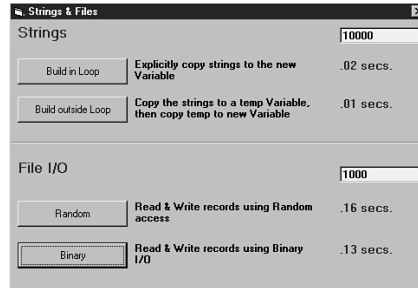 Strings & Files
Strings
10000
Build in Loop
Explicitly copy strings to the new
Variable
.02 secs.
Build outside Loop
Copy the strings to a temp Variable,
then copy temp to new Variable
.01 secs.
File I/O
1000
Random
Read & Write records using Random
access
.16 secs.
Binary
Read & Write records using Binary
I/O
.13 secs.